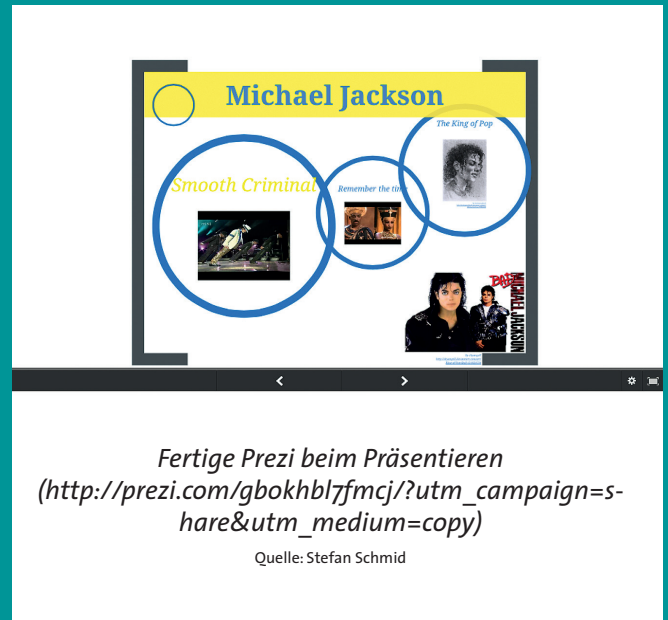 Michael Jackson
The King of Pop
Smooth Criminal
Remember the time
BAD
MICHAEL JACKSON
Fertige Prezi beim Präsentieren
(http://prezi.com/gbokhbl7fmcj/?utm_campaign=s-
hare&utm_medium=copy)
Quelle: Stefan Schmid